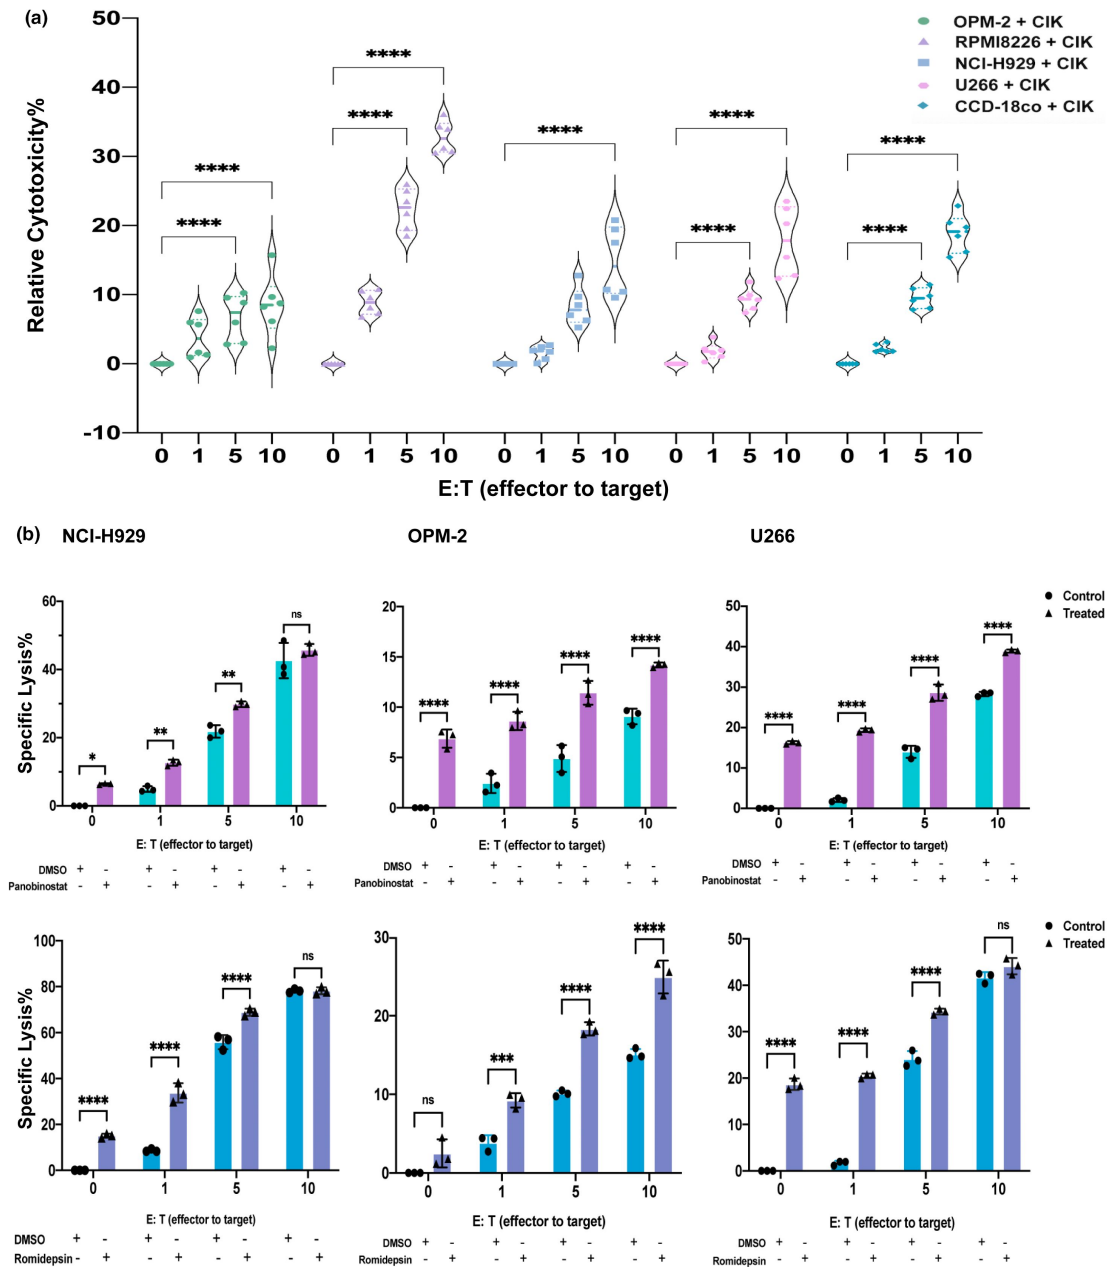 (a)
50
40
30
20
10
0
-10
Relative Cytotoxicity%
OPM-2 + CIK
RPMI8226 + CIK
NCI-H929 + CIK
U266 + CIK
CCD-18co + CIK
**** **** **** **** **** **** **** **** ****
0 1 5 10 0 1 5 10 0 1 5 10 0 1 5 10 0 1 5 10
E:T (effector to target)
(b) NCI-H929 OPM-2 U266
Specific Lysis%
60
40
20
0
* ** ** ns
0 1 5 10
E: T (effector to target)
DMSO + - + - + - + -
Panobinostat - + - + - + - +
20
15
10
5
0
**** **** **** ****
0 1 5 10
E: T (effector to target)
DMSO + - + - + - + -
Panobinostat - + - + - + - +
50
40
30
20
10
0
**** **** **** ****
0 1 5 10
E: T (effector to target)
DMSO + - + - + - + -
Panobinostat - + - + - + - +
Control
Treated
Specific Lysis%
100
80
60
40
20
0
**** **** **** ns
0 1 5 10
E: T (effector to target)
DMSO + - + - + - + -
Romidepsin - + - + - + - +
30
20
10
0
ns *** **** ****
0 1 5 10
E: T (effector to target)
DMSO + - + - + - + -
Romidepsin - + - + - + - +
50
40
30
20
10
0
**** **** **** ns
0 1 5 10
E: T (effector to target)
DMSO + - + - + - + -
Romidepsin - + - + - + - +
Control
Treated